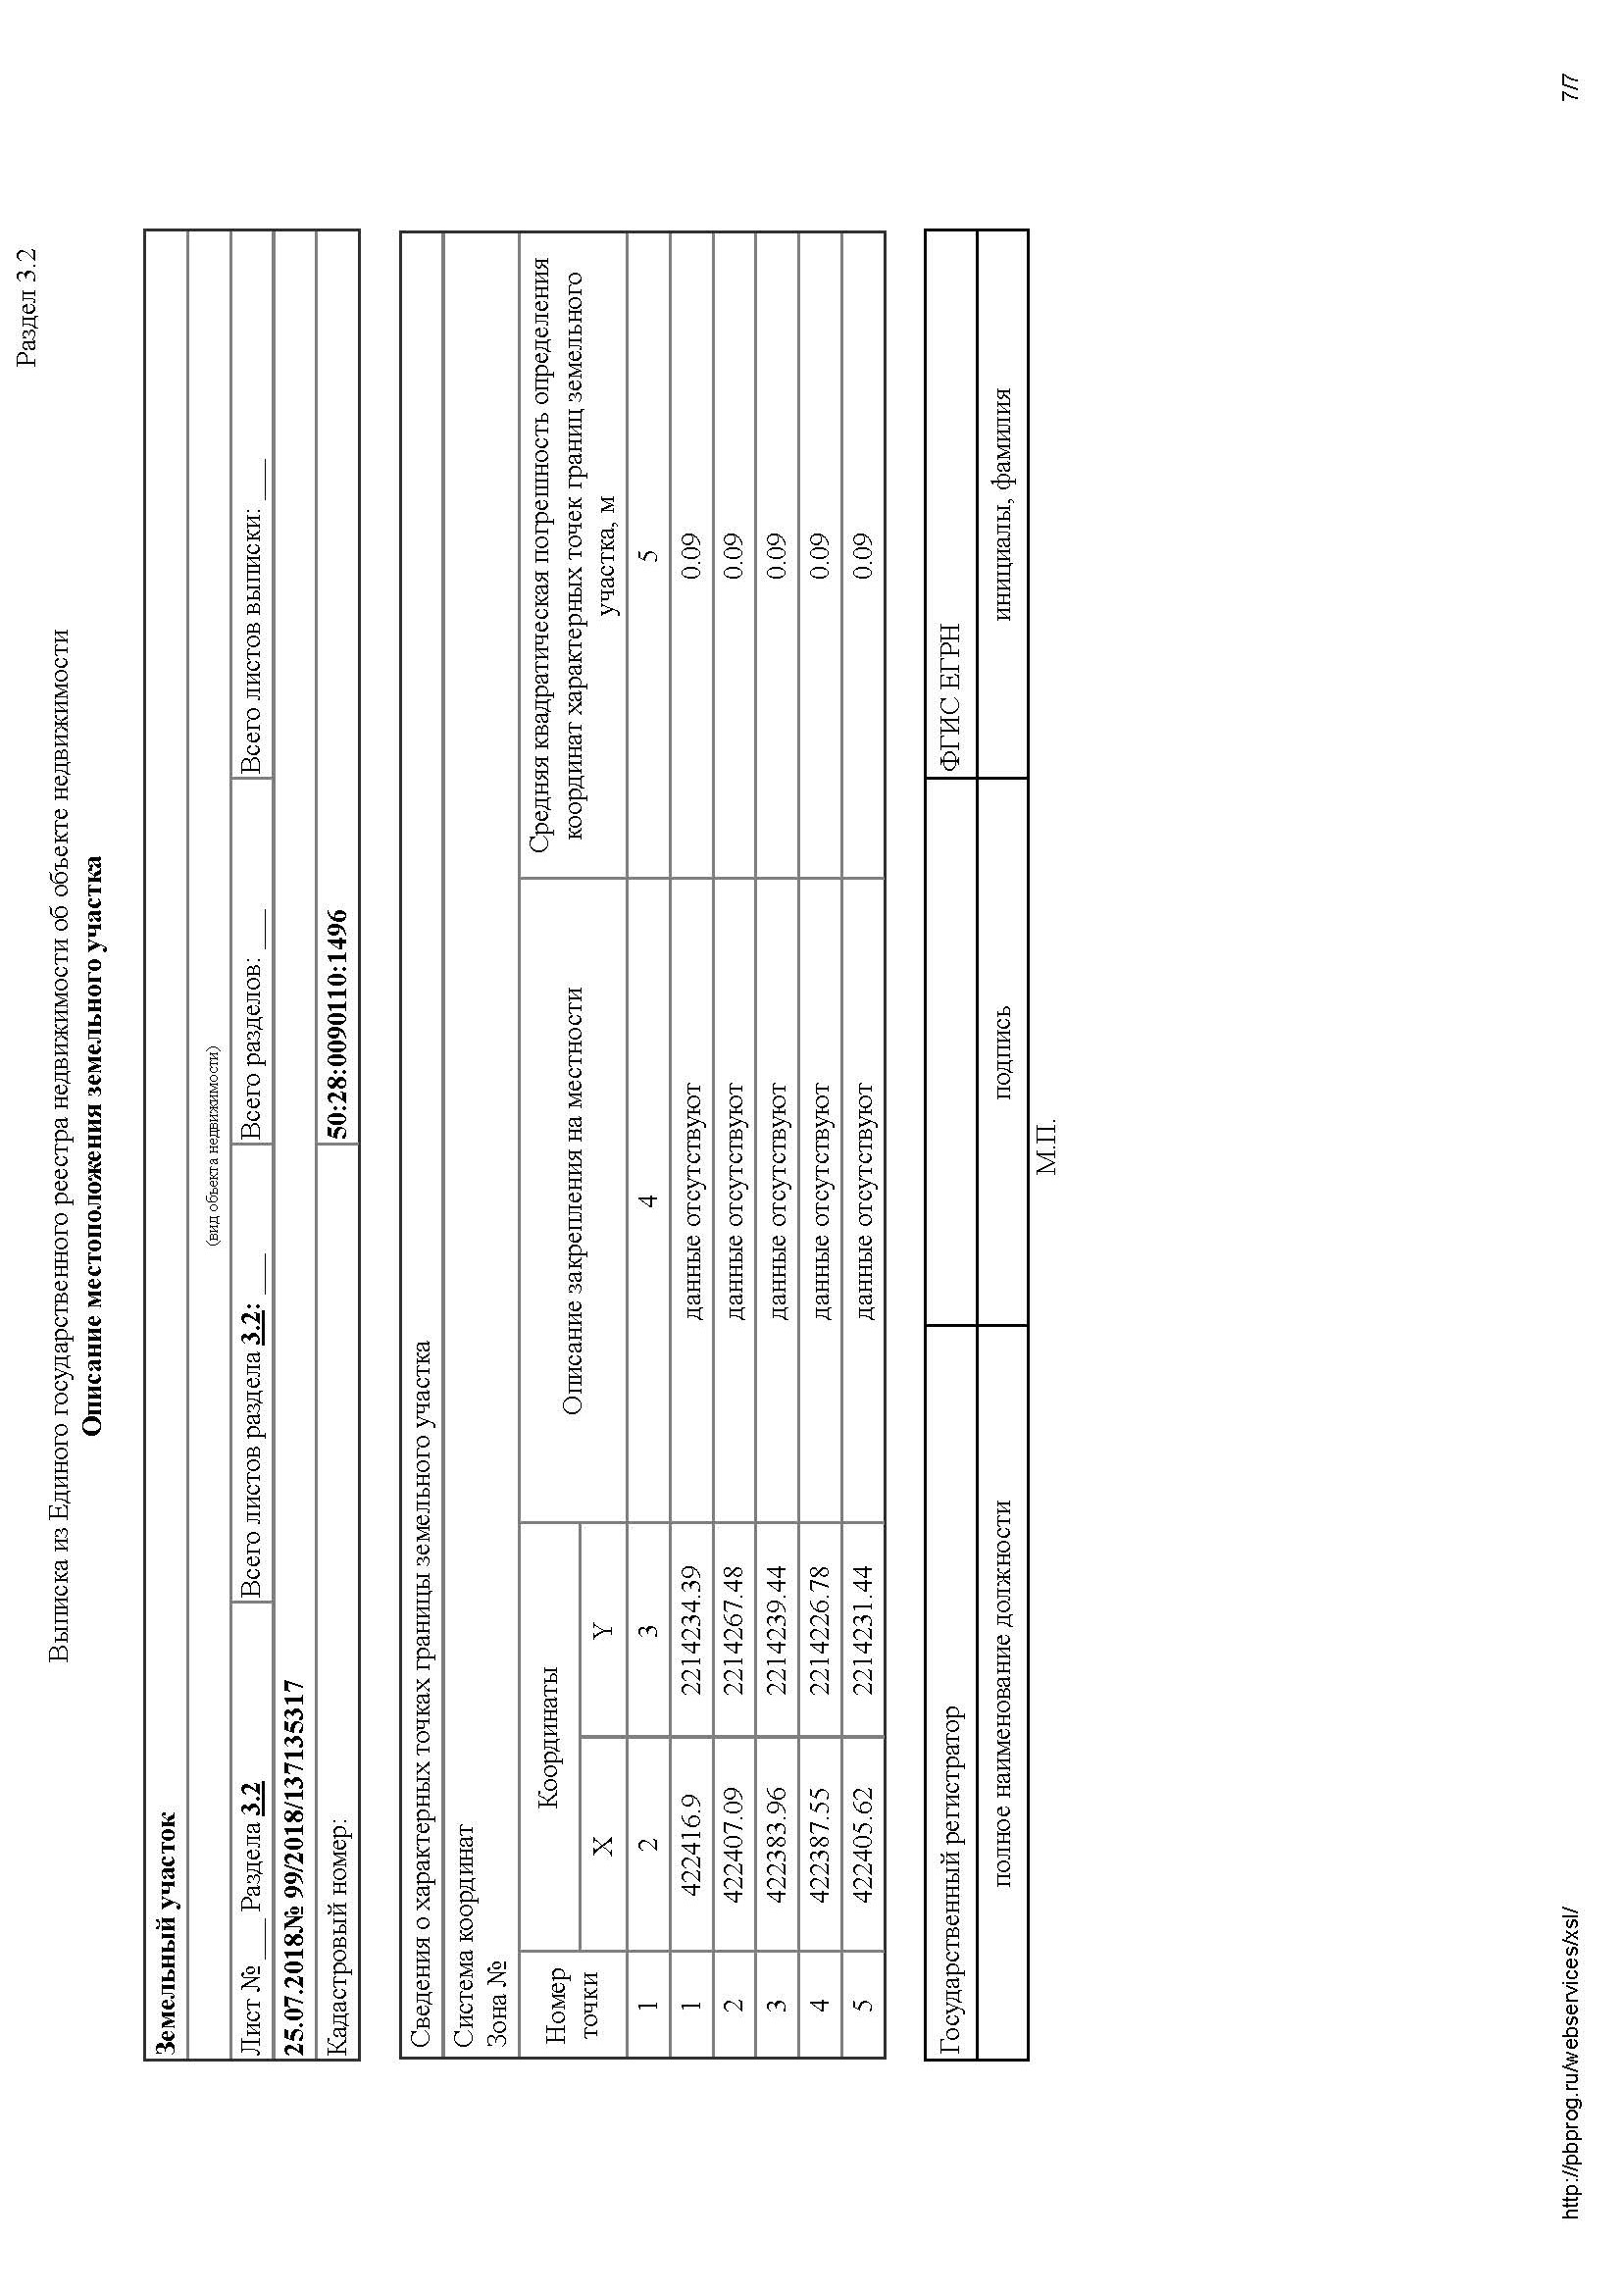 Раздел 3.2
Выписка из Единого государственного реестра недвижимости об объекте недвижимости
Описание местоположения земельного участка
Земельный участок
(вид объекта недвижимости)
Лист № ___ Раздела 3.2 Всего листов раздела 3.2: ___ Всего разделов: ___ Всего листов выписки: ___
25.07.2018№ 99/2018/137135317
Кадастровый номер: 50:28:0090110:1496
Сведения о характерных точках границы земельного участка
Система координат
Зона №
Номер точки Координаты Описание закрепления на местности Средняя квадратическая погрешность определения
координат характерных точек границ земельного
участка, м
X Y
1 2 3 4 5
1 422416.9 2214234.39 данные отсутствуют 0.09
2 422407.09 2214267.48 данные отсутствуют 0.09
3 422383.96 2214239.44 данные отсутствуют 0.09
4 422387.55 2214226.78 данные отсутствуют 0.09
5 422405.62 2214231.44 данные отсутствуют 0.09
Государственный регистратор ФГИС ЕГРН
полное наименование должности подпись инициалы, фамилия
М.П.
http://pbprog.ru/webservices/xsl/ 7/7